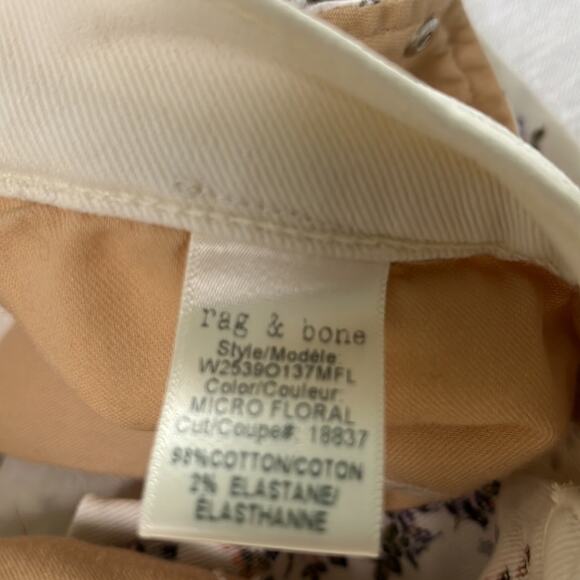 rag & bone
Style/Modèle
W2539O137MFL
Color/Couleur:
MICRO FLORAL
Cut/Coupe#: 18837
98%COTTON/COTON
2% ELASTANE/
ÉLASTHANNE